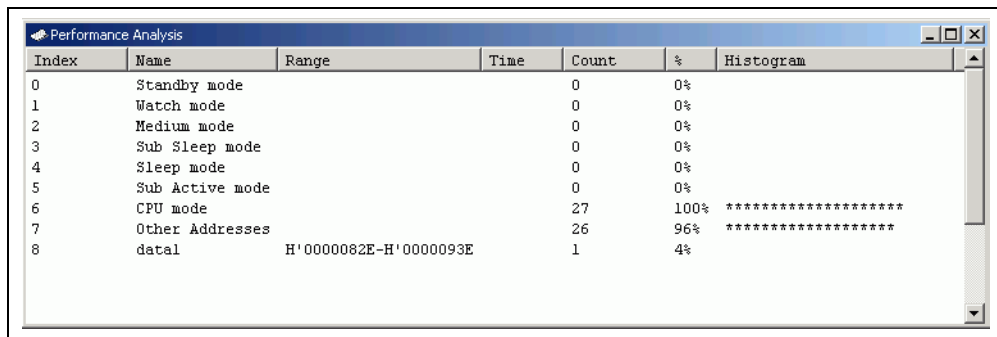 Performance Analysis
Index Name Range Time Count % Histogram
0 Standby mode 0 0%
1 Watch mode 0 0%
2 Medium mode 0 0%
3 Sub Sleep mode 0 0%
4 Sleep mode 0 0%
5 Sub Active mode 0 0%
6 CPU mode 27 100% ********************
7 Other Addresses 26 96% *******************
8 data1 H'0000082E-H'0000093E 1 4%